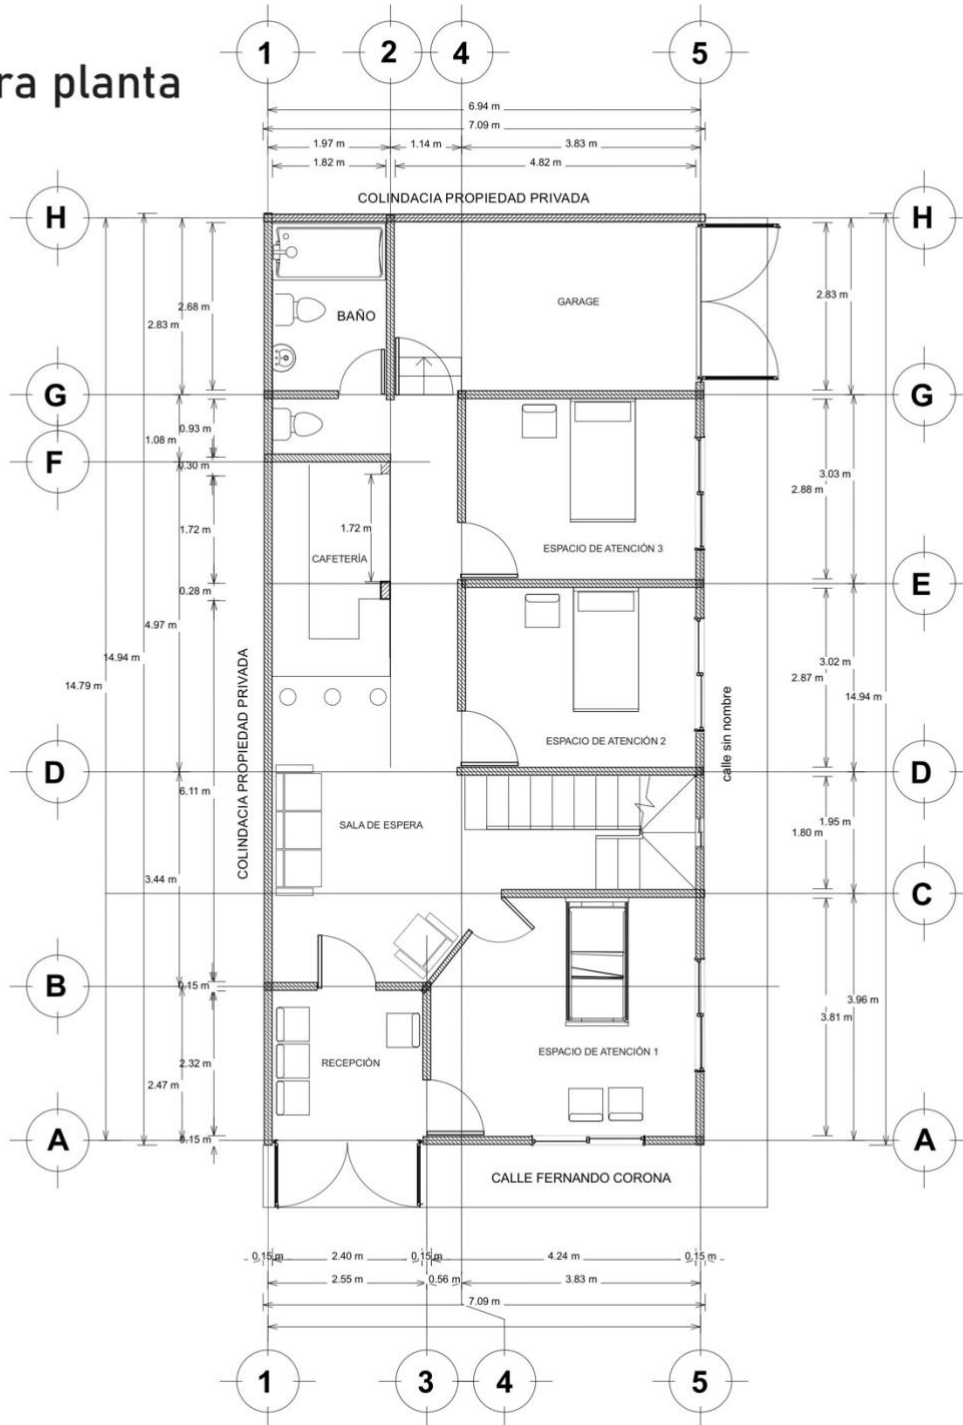 ra planta
1 2 4 5
6.94 m
7.09 m
1.97 m 1.14 m 3.83 m
1.82 m 4.82 m
COLINDACIA PROPIEDAD PRIVADA
H H
2.68 m
2.83 m
BAÑO
GARAGE
2.83 m
G G
0.93 m
1.08 m
F
0.30 m
3.03 m
2.88 m
1.72 m
1.72 m
ESPACIO DE ATENCIÓN 3
CAFETERÍA
E
0.28 m
4.97 m
14.94 m
14.79 m
3.02 m
2.87 m
14.94 m
COLINDACIA PROPIEDAD PRIVADA
calle sin nombre
ESPACIO DE ATENCIÓN 2
D D
6.11 m
SALA DE ESPERA
1.95 m
1.80 m
3.44 m
C
B
0.15 m
3.96 m
3.81 m
ESPACIO DE ATENCIÓN 1
RECEPCIÓN
2.32 m
2.47 m
A A
0.15 m
CALLE FERNANDO CORONA
0.15 m 2.40 m 0.15 m 4.24 m 0.15 m
2.55 m 0.56 m 3.83 m
7.09 m
1 3 4 5